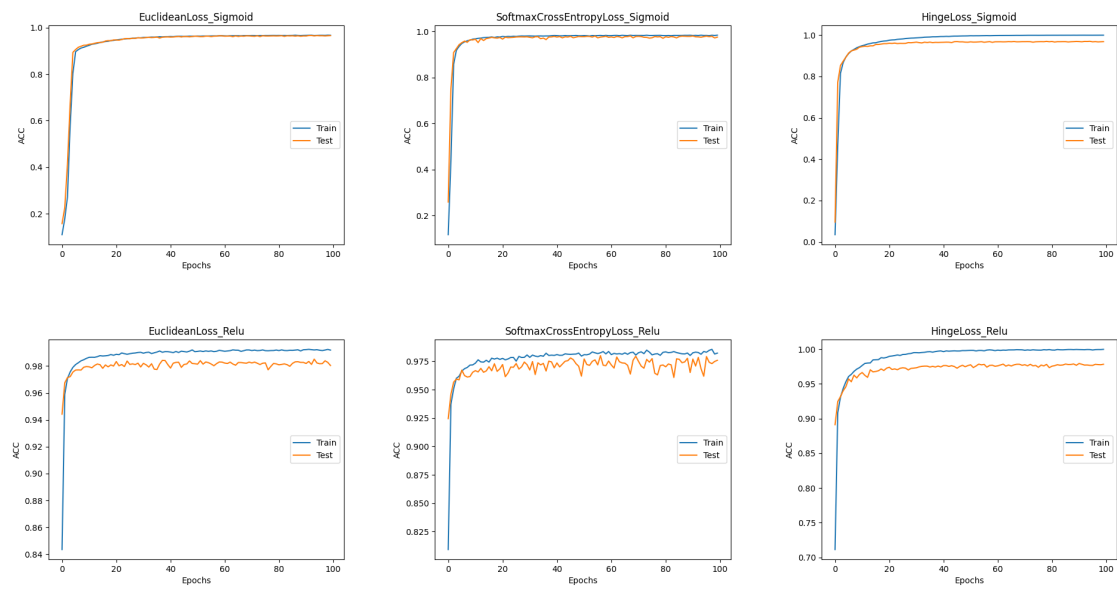 EuclideanLoss_Sigmoid
1.0
0.8
0.6
0.4
0.2
ACC
Train
Test
0 20 40 60 80 100
Epochs
SoftmaxCrossEntropyLoss_Sigmoid
1.0
0.8
0.6
0.4
0.2
ACC
Train
Test
0 20 40 60 80 100
Epochs
HingeLoss_Sigmoid
1.0
0.8
0.6
0.4
0.2
0.0
ACC
Train
Test
0 20 40 60 80 100
Epochs
EuclideanLoss_Relu
0.98
0.96
0.94
0.92
0.90
0.88
0.86
0.84
ACC
Train
Test
0 20 40 60 80 100
Epochs
SoftmaxCrossEntropyLoss_Relu
0.975
0.950
0.925
0.900
0.875
0.850
0.825
ACC
Train
Test
0 20 40 60 80 100
Epochs
HingeLoss_Relu
1.00
0.95
0.90
0.85
0.80
0.75
0.70
ACC
Train
Test
0 20 40 60 80 100
Epochs